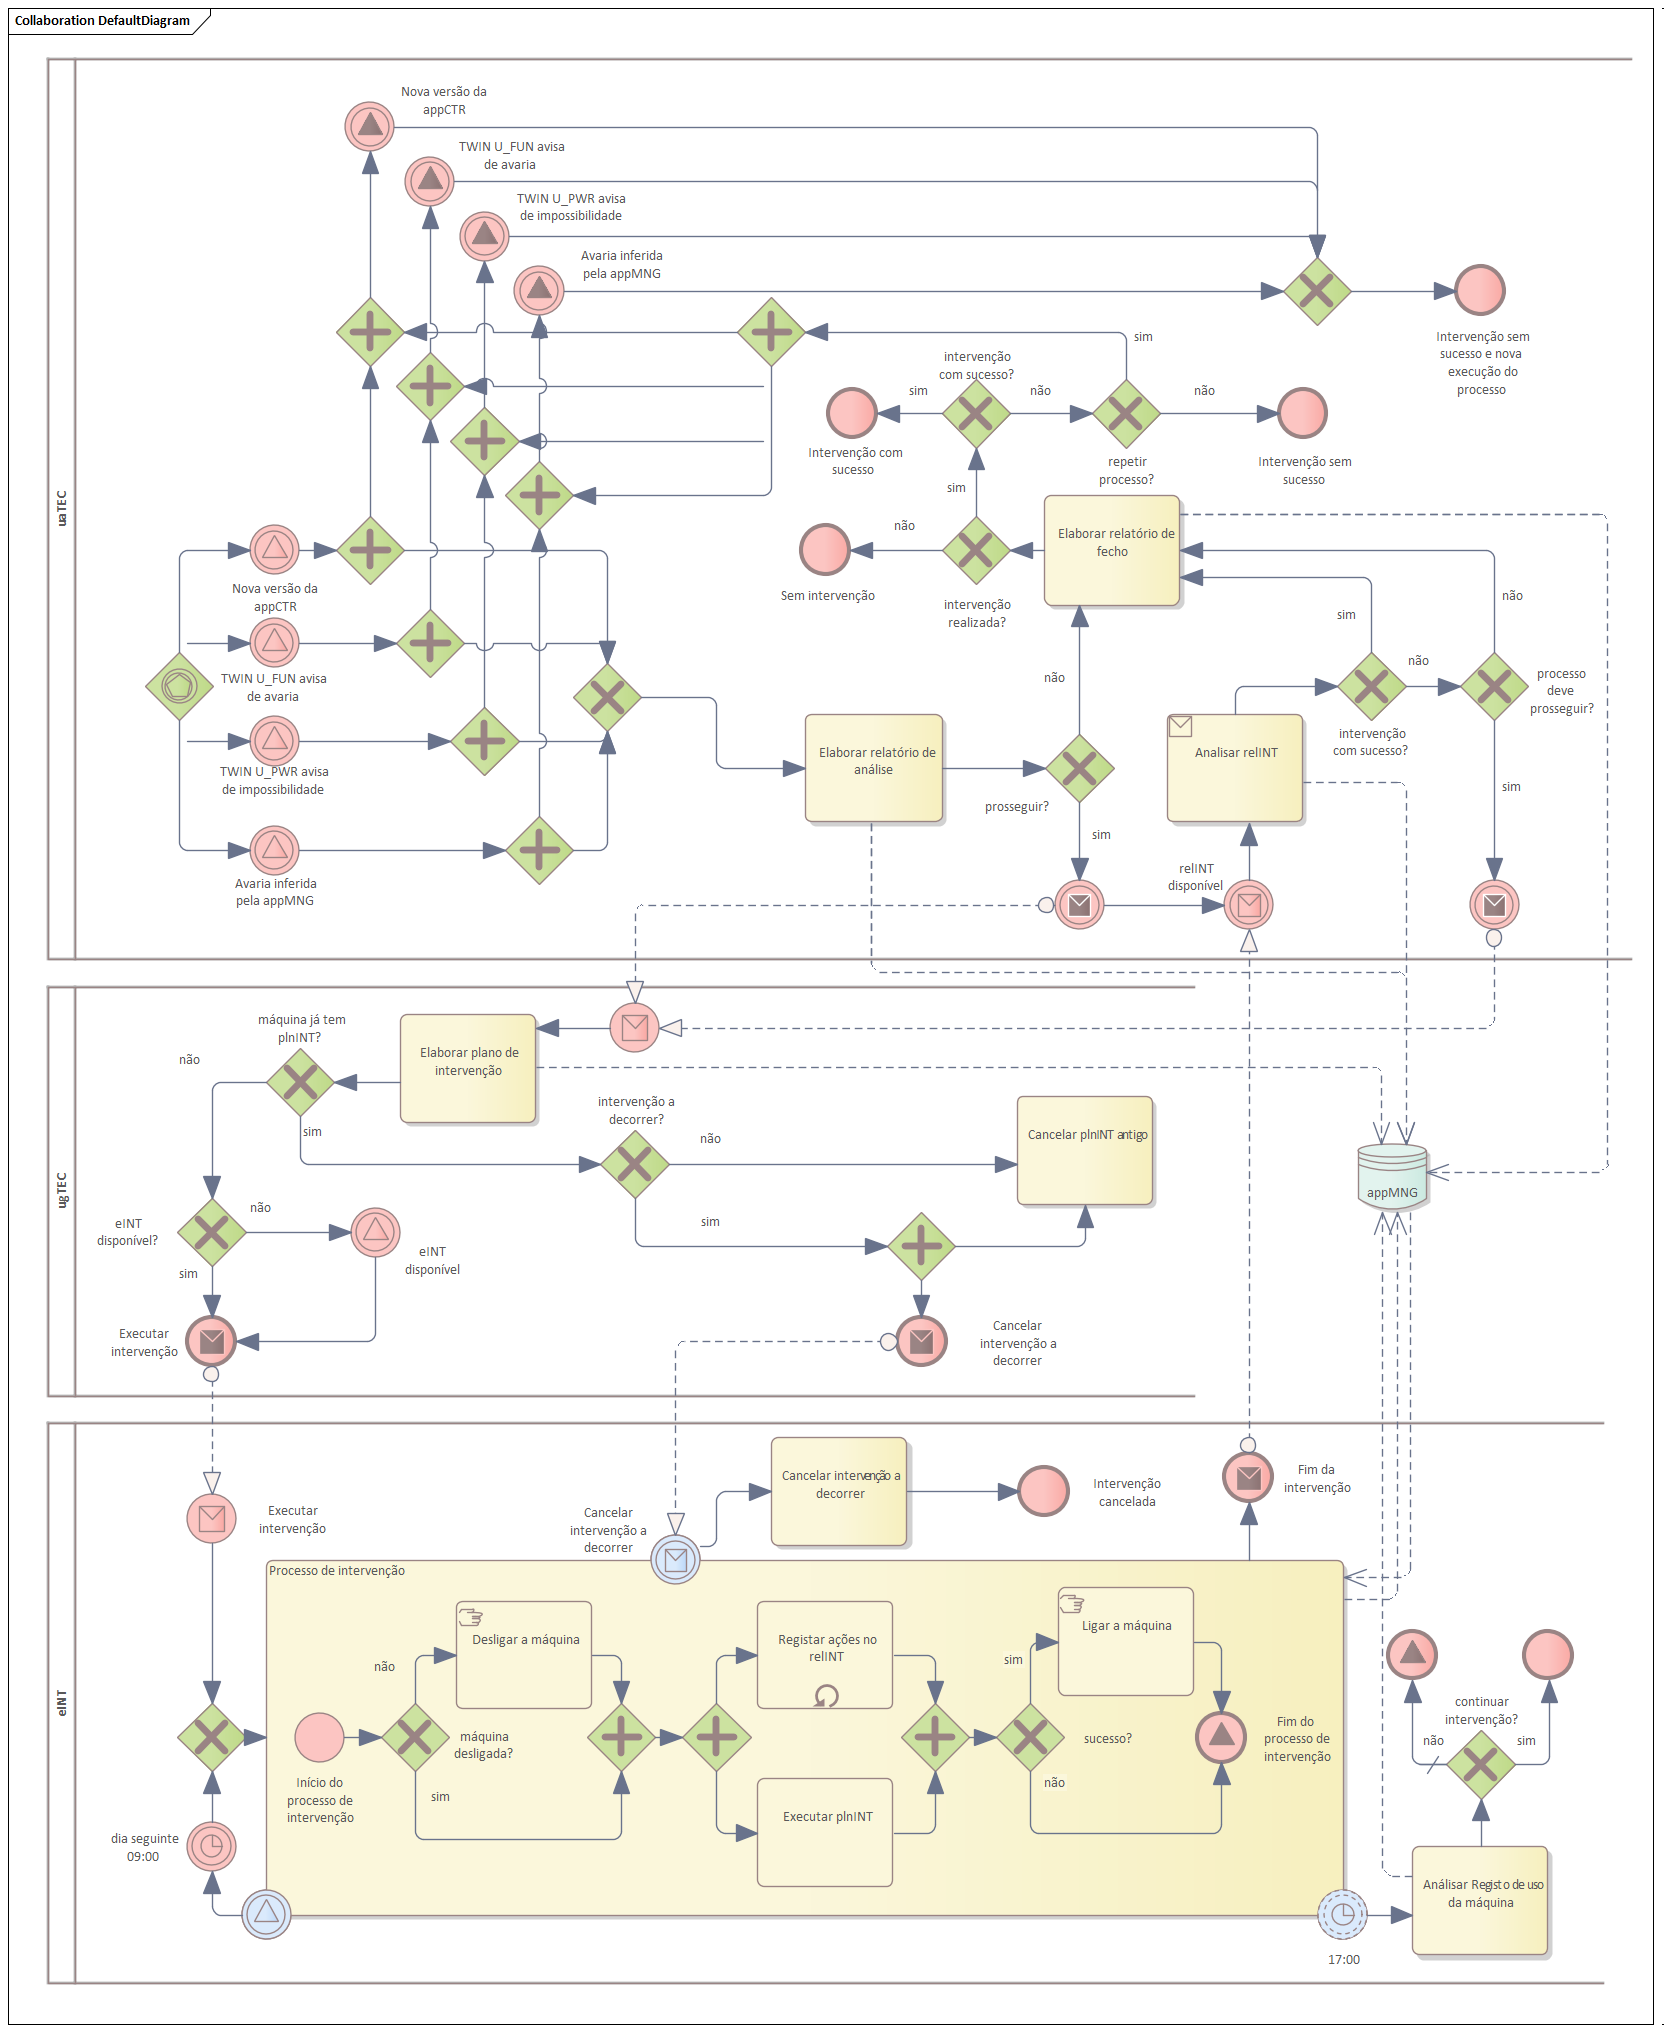 Collaboration DefaultDiagram
uaTEC
Nova versão da
appCTR
TWIN U_FUN avisa
de avaria
TWIN U_PWR avisa
de impossibilidade
Avaria inferida
pela appMNG
Intervenção sem
sucesso e nova
execução do
processo
sim
intervenção
com sucesso?
sim
não
não
Intervenção com
sucesso
repetir
processo?
Intervenção sem
sucesso
sim
não
Sem intervenção
intervenção
realizada?
Elaborar relatório de
fecho
Nova versão da
appCTR
TWIN U_FUN avisa
de avaria
TWIN U_PWR avisa
de impossibilidade
Avaria inferida
pela appMNG
Elaborar relatório de
análise
prosseguir?
não
sim
Analisar relINT
relINT
disponível
sim
não
não
intervenção
com sucesso?
processo
deve
prosseguir?
sim
ugTEC
máquina já tem
plnINT?
não
sim
Elaborar plano de
intervenção
intervenção a
decorrer?
não
sim
Cancelar plnINT antigo
eINT
disponível?
não
sim
eINT
disponível
Executar
intervenção
Cancelar
intervenção a
decorrer
appMNG
eINT
Executar
intervenção
Cancelar
intervenção a
decorrer
Cancelar intervenção a
decorrer
Intervenção
cancelada
Fim da
intervenção
Processo de intervenção
Início do
processo de
intervenção
não
sim
máquina
desligada?
Desligar a máquina
Registar ações no
relINT
Executar plnINT
sim
não
sucesso?
Ligar a máquina
Fim do
processo de
intervenção
dia seguinte
09:00
17:00
continuar
intervenção?
não
sim
Análisar Registo de uso
da máquina